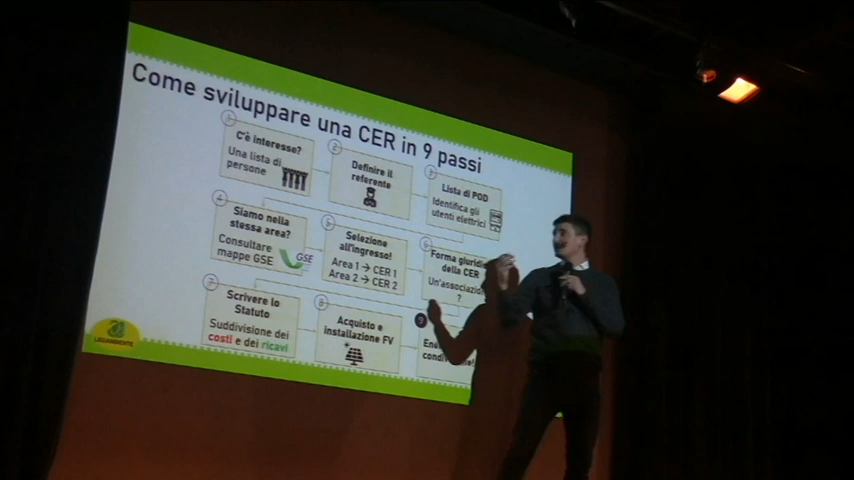 Come sviluppare una CER in 9 passi
1
C'è interesse?
Una lista di
persone
2
Definire il
referente
3
Lista di POD
Identifica gli
utenti elettrici
4
Siamo nella
stessa area?
Consultare
mappe GSE
GSE
5
Selezione
all'ingresso!
Area 1 → CER 1
Area 2 → CER 2
6
Forma giuridi
della CER
Un'associazio
?
7
Scrivere lo
Statuto
Suddivisione dei
costi e dei ricavi
8
Acquisto e
installazione FV
LEGAMBIENTE